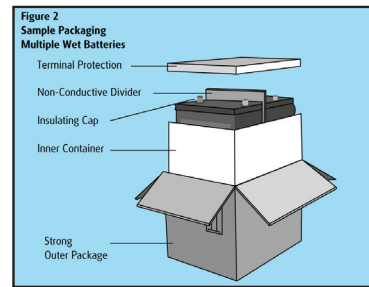 Figure 2
Sample Packaging
Multiple Wet Batteries
Terminal Protection
Non-Conductive Divider
Insulating Cap
Inner Container
Strong
Outer Package